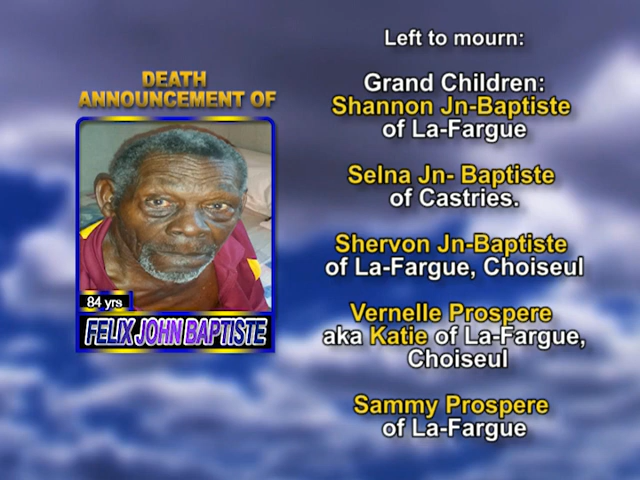 DEATH
ANNOUNCEMENT OF
84 yrs
FELIX JOHN BAPTISTE
Left to mourn:
Grand Children:
Shannon Jn-Baptiste
of La-Fargue
Selna Jn- Baptiste
of Castries.
Shervon Jn-Baptiste
of La-Fargue, Choiseul
Vernelle Prospere
aka Katie of La-Fargue,
Choiseul
Sammy Prospere
of La-Fargue